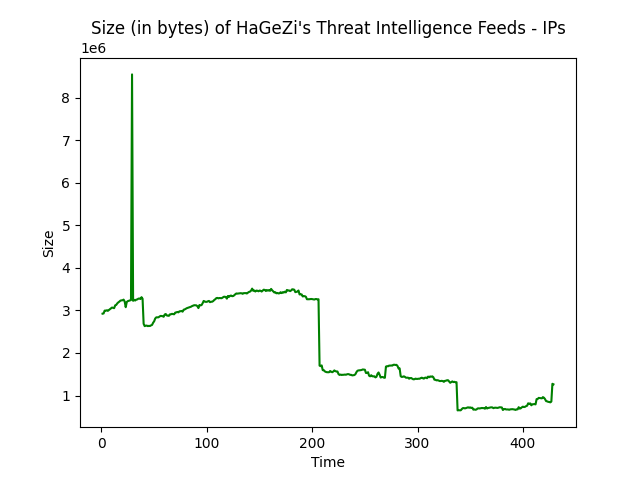 Size (in bytes) of HaGeZi's Threat Intelligence Feeds - IPs
1e6
8
7
6
5
4
3
2
1
Size
0 100 200 300 400
Time